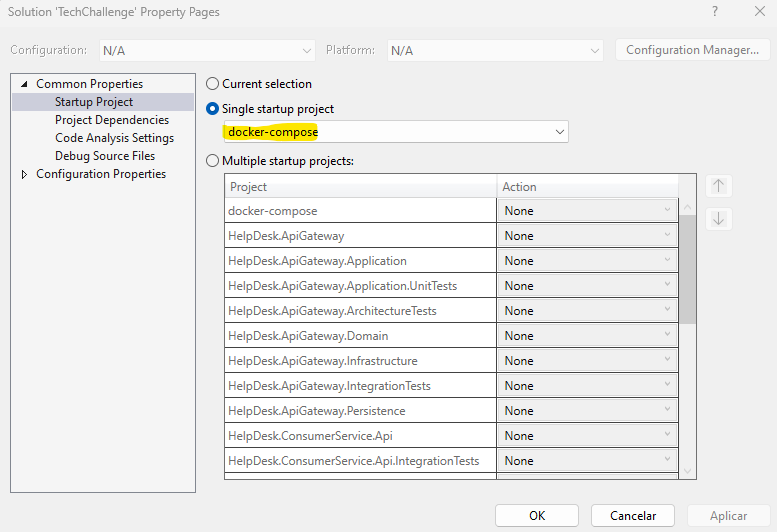 Solution 'TechChallenge' Property Pages
Configuration: N/A Platform: N/A Configuration Manager...
Common Properties
Startup Project
Project Dependencies
Code Analysis Settings
Debug Source Files
Configuration Properties
Current selection
Single startup project
docker-compose
Multiple startup projects:
Project Action
docker-compose None
HelpDesk.ApiGateway None
HelpDesk.ApiGateway.Application None
HelpDesk.ApiGateway.Application.UnitTests None
HelpDesk.ApiGateway.ArchitectureTests None
HelpDesk.ApiGateway.Domain None
HelpDesk.ApiGateway.Infrastructure None
HelpDesk.ApiGateway.IntegrationTests None
HelpDesk.ApiGateway.Persistence None
HelpDesk.ConsumerService.Api None
HelpDesk.ConsumerService.Api.IntegrationTests None
OK Cancelar Aplicar